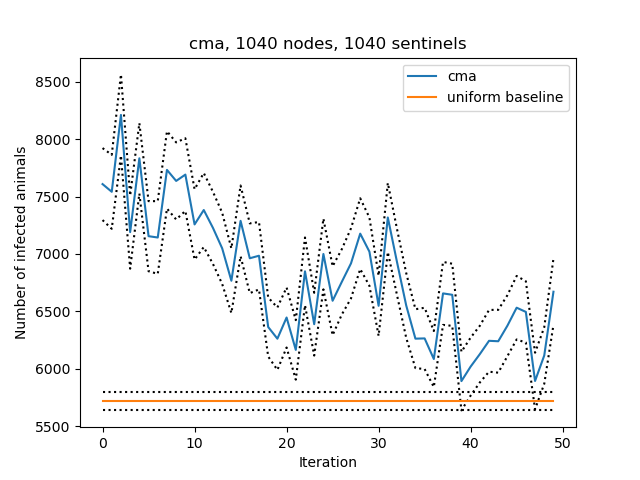 cma, 1040 nodes, 1040 sentinels
cma
uniform baseline
Number of infected animals
8500
8000
7500
7000
6500
6000
5500
0 10 20 30 40 50
Iteration